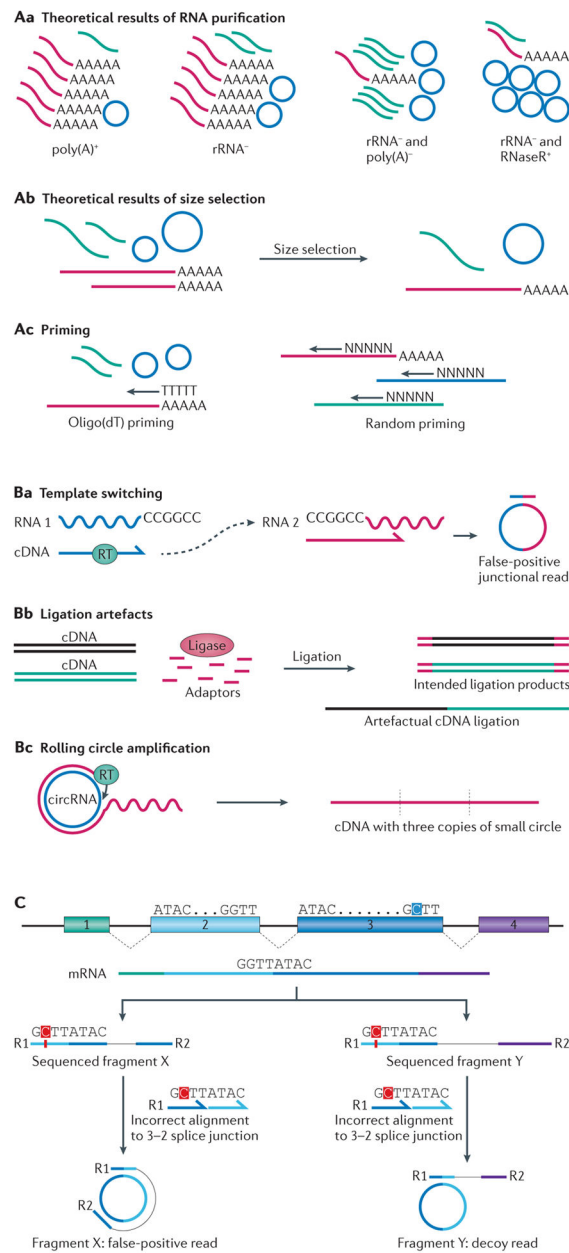 Aa Theoretical results of RNA purification
AAAAA
AAAAA
AAAAA
AAAAA
AAAAA
poly(A)+
AAAAA
AAAAA
AAAAA
AAAAA
AAAAA
rRNA−
AAAAA
rRNA− and
poly(A)−
AAAAA
rRNA− and
RNaseR+
Ab Theoretical results of size selection
AAAAA
AAAAA
Size selection
AAAAA
Ac Priming
TTTTT
AAAAA
Oligo(dT) priming
NNNNN
AAAAA
NNNNN
NNNNN
Random priming
Ba Template switching
RNA 1 CCGGCC
cDNA RT
RNA 2 CCGGCC
False-positive
junctional read
Bb Ligation artefacts
cDNA
cDNA
Ligase
Adaptors
Ligation
Intended ligation products
Artefactual cDNA ligation
Bc Rolling circle amplification
RT
circRNA
cDNA with three copies of small circle
C
ATAC...GGTT ATAC.......GCTT
1 2 3 4
GGTTATAC
mRNA
GCTTATAC
R1 R2
Sequenced fragment X
GCTTATAC
R1 R2
Sequenced fragment Y
GCTTATAC
R1
Incorrect alignment
to 3–2 splice junction
GCTTATAC
R1
Incorrect alignment
to 3–2 splice junction
R1
R2
Fragment X: false-positive read
R1 R2
Fragment Y: decoy read